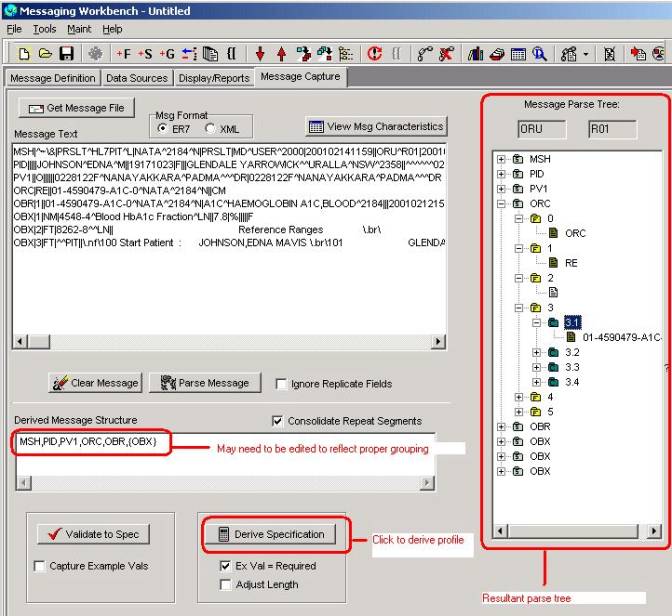 Messaging Workbench - Untitled
File Tools Maint Help
+F +S +G
Message Definition Data Sources Display/Reports Message Capture
Get Message File
Msg Format
ER7 XML
View Msg Characteristics
Message Text
MSH|^~\&|PRSLT^HL7PIT^L|NATA^2184^N|PRSLT|MD^USER^2000|200102141159||ORU^R01|20010
PID||||JOHNSON^EDNA^M||19171023|F|||GLENDALE YARROWMCK^^URALLA^NSW^2358||^^^^^^02
PV1||O||||||0228122F^NANAYAKKARA^PADMA^^^DR|0228122F^NANAYAKKARA^PADMA^^^DR
ORC|RE||01-4590479-A1C-0^NATA^2184^N||CM
OBR|1||01-4590479-A1C-0^NATA^2184^N|A1C^HAEMOGLOBIN A1C,BLOOD^2184|||2001021215
OBX|1|NM|4548-4^Blood HbA1c Fraction^LN||7.8|%|||||F
OBX|2|FT|8262-8^^LN|| Reference Ranges \.br\
OBX|3|FT|^^PIT||\.nf\100 Start Patient : JOHNSON,EDNA MAVIS \.br\101 GLENDA
Clear Message Parse Message Ignore Replicate Fields
Derived Message Structure
Consolidate Repeat Segments
MSH,PID,PV1,ORC,OBR,{OBX}
May need to be edited to reflect proper grouping
Validate to Spec
Capture Example Vals
Derive Specification
Click to derive profile
Ex Val = Required
Adjust Length
Message Parse Tree:
ORU R01
MSH
PID
PV1
ORC
0
ORC
1
RE
2
3
3.1
01-4590479-A1C-
3.2
3.3
3.4
4
5
OBR
OBX
OBX
OBX
Resultant parse tree